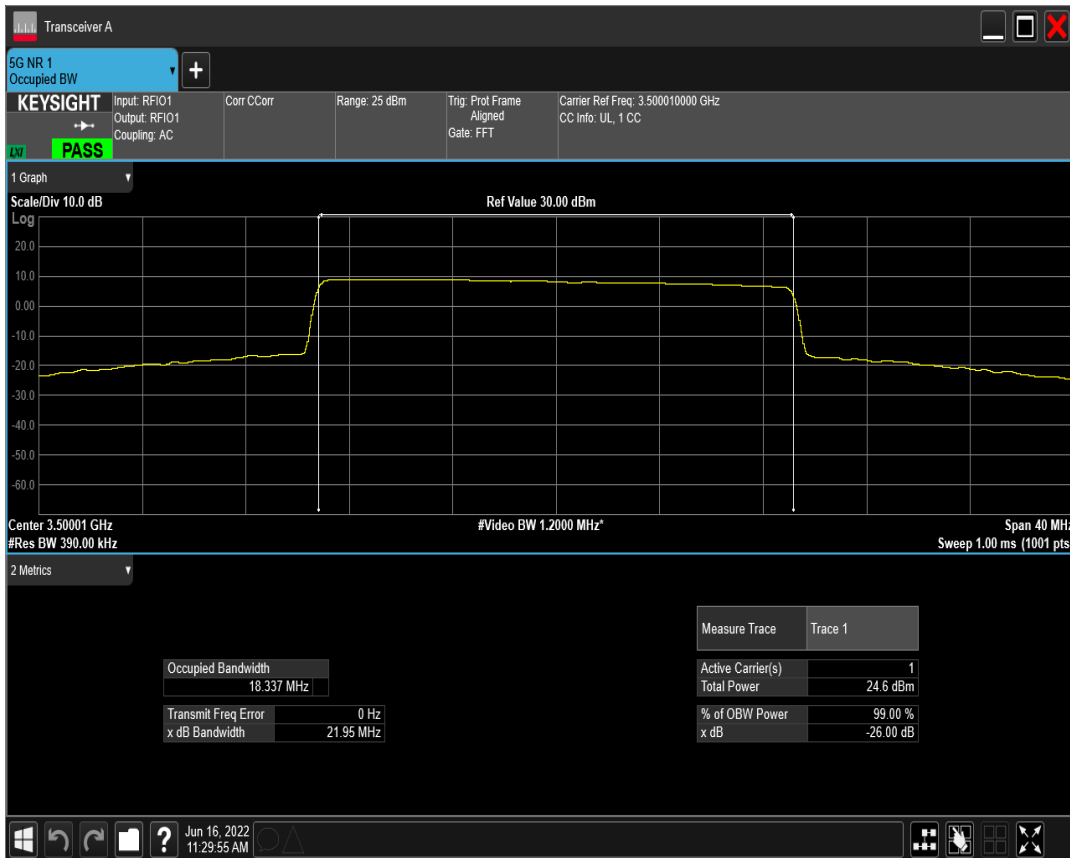 Transceiver A
5G NR 1
Occupied BW
KEYSIGHT
LXI
PASS
Input: RFIO1
Output: RFIO1
Coupling: AC
Corr CCorr
Range: 25 dBm
Trig: Prot Frame
Aligned
Gate: FFT
Carrier Ref Freq: 3.500010000 GHz
CC Info: UL, 1 CC
1 Graph
Scale/Div 10.0 dB
Ref Value 30.00 dBm
Log
20.0
10.0
0.00
-10.0
-20.0
-30.0
-40.0
-50.0
-60.0
Center 3.50001 GHz
#Video BW 1.2000 MHz*
Span 40 MHz
#Res BW 390.00 kHz
Sweep 1.00 ms (1001 pts
2 Metrics
Measure Trace Trace 1
Occupied Bandwidth
18.337 MHz
Active Carrier(s) 1
Total Power 24.6 dBm
Transmit Freq Error 0 Hz
x dB Bandwidth 21.95 MHz
% of OBW Power 99.00 %
x dB -26.00 dB
?
Jun 16, 2022
11:29:55 AM